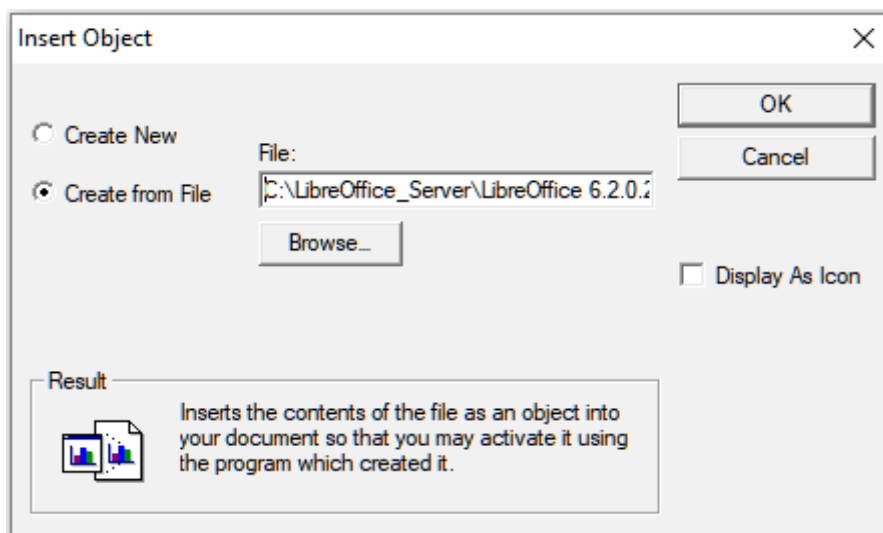 Insert Object
OK
Create New
File:
Cancel
Create from File
C:\LibreOffice_Server\LibreOffice 6.2.0.2
Browse...
Display As Icon
Result
Inserts the contents of the file as an object into
your document so that you may activate it using
the program which created it.